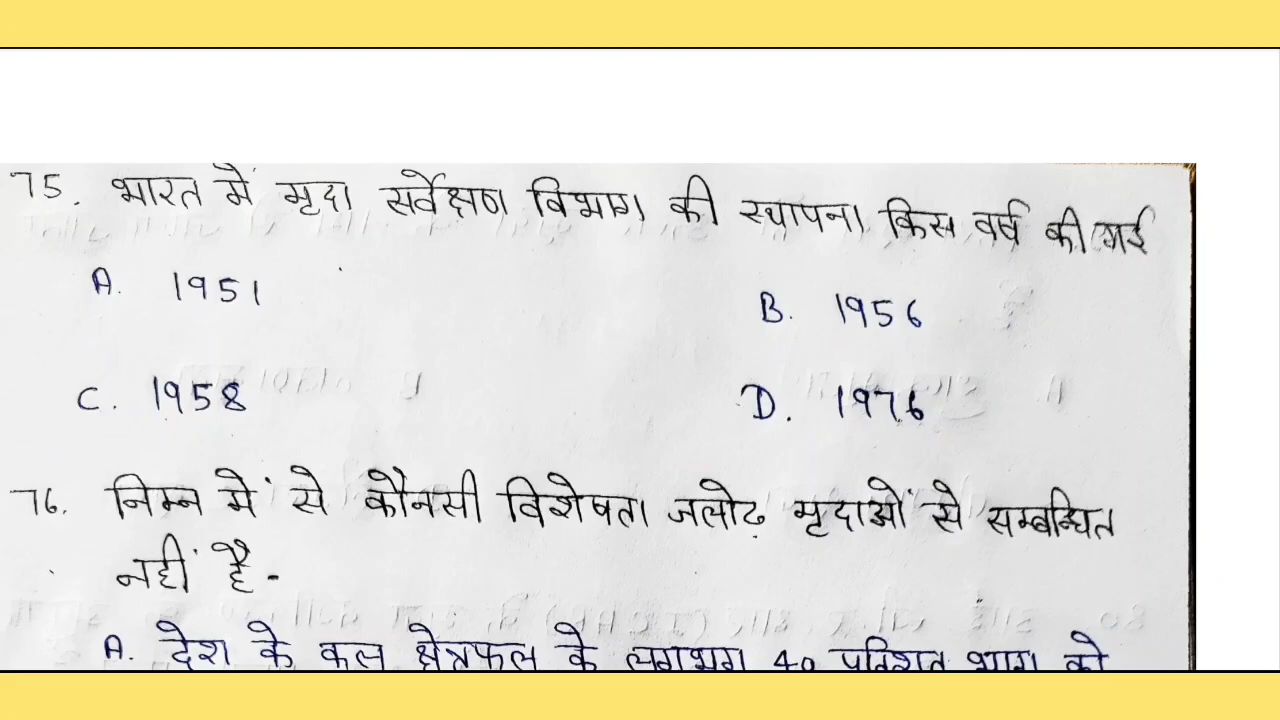 75. भारत में मृदा सर्वेक्षण विभाग की स्थापना किस वर्ष की गई
A. 1951
B. 1956
C. 1958
D. 1976
76. निम्न में से कौनसी विशेषता जलोढ़ मृदाओं से सम्बन्धित
नहीं है -
A. देश के कुल क्षेत्रफल के लगभग 40 प्रतिशत भाग को